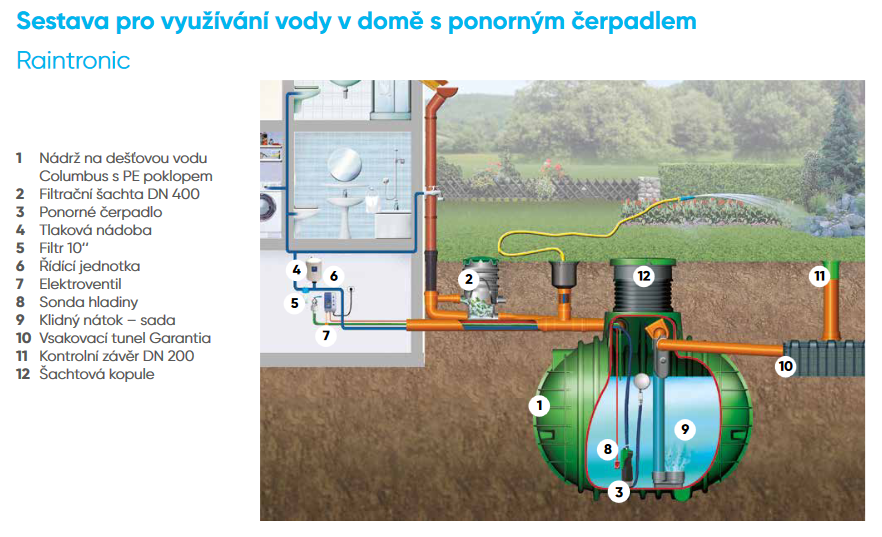 Sestava pro využívání vody v domě s ponorným čerpadlem
Raintronic
1 Nádrž na dešťovou vodu
Columbus s PE poklopem
2 Filtrační šachta DN 400
3 Ponorné čerpadlo
4 Tlaková nádoba
5 Filtr 10“
6 Řídící jednotka
7 Elektroventil
8 Sonda hladiny
9 Klidný nátok – sada
10 Vsakovací tunel Garantia
11 Kontrolní závěr DN 200
12 Šachtová kopule
4
6
2
12
11
5
7
10
1
9
8
3